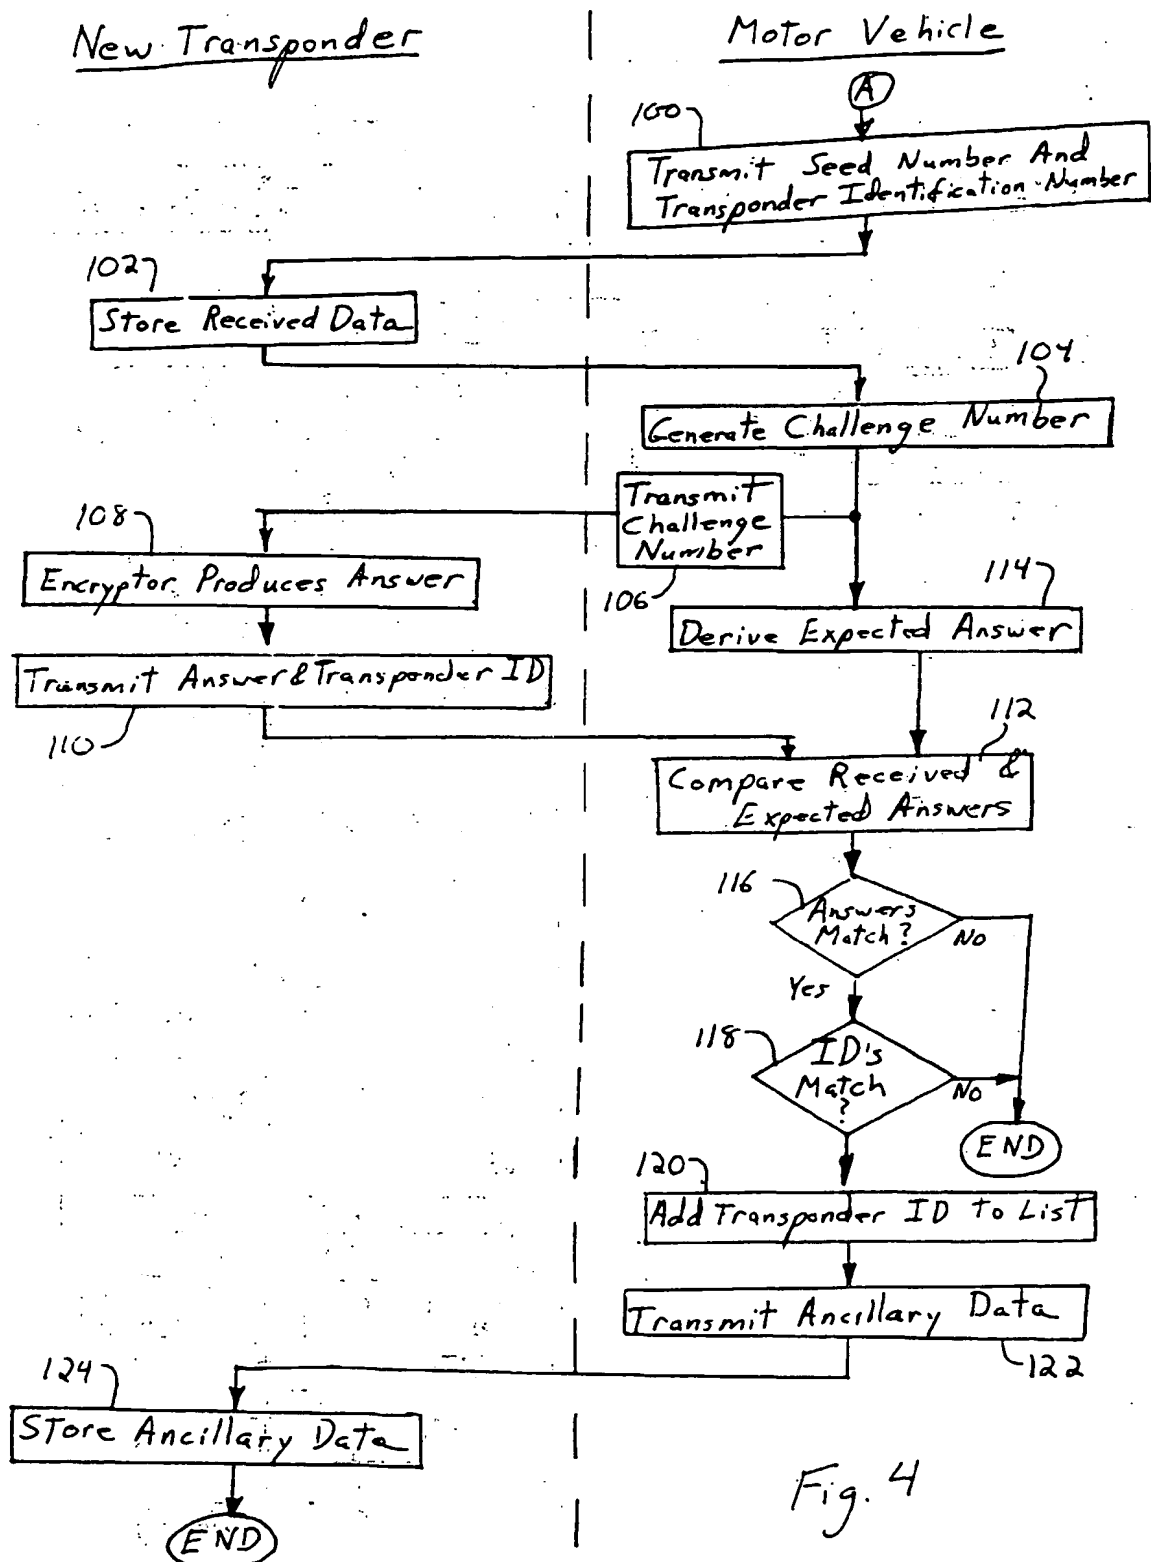 New Transponder
Motor Vehicle
A
100
Transmit Seed Number And
Transponder Identification Number
102
Store Received Data
104
Generate Challenge Number
Transmit
Challenge
Number
106
108
Encryptor Produces Answer
114
Derive Expected Answer
Transmit Answer & Transponder ID
110
112
Compare Received &
Expected Answers
116
Answers
Match?
No
Yes
118
ID's
Match
?
No
END
120
Add Transponder ID to List
Transmit Ancillary Data
122
124
Store Ancillary Data
END
Fig. 4